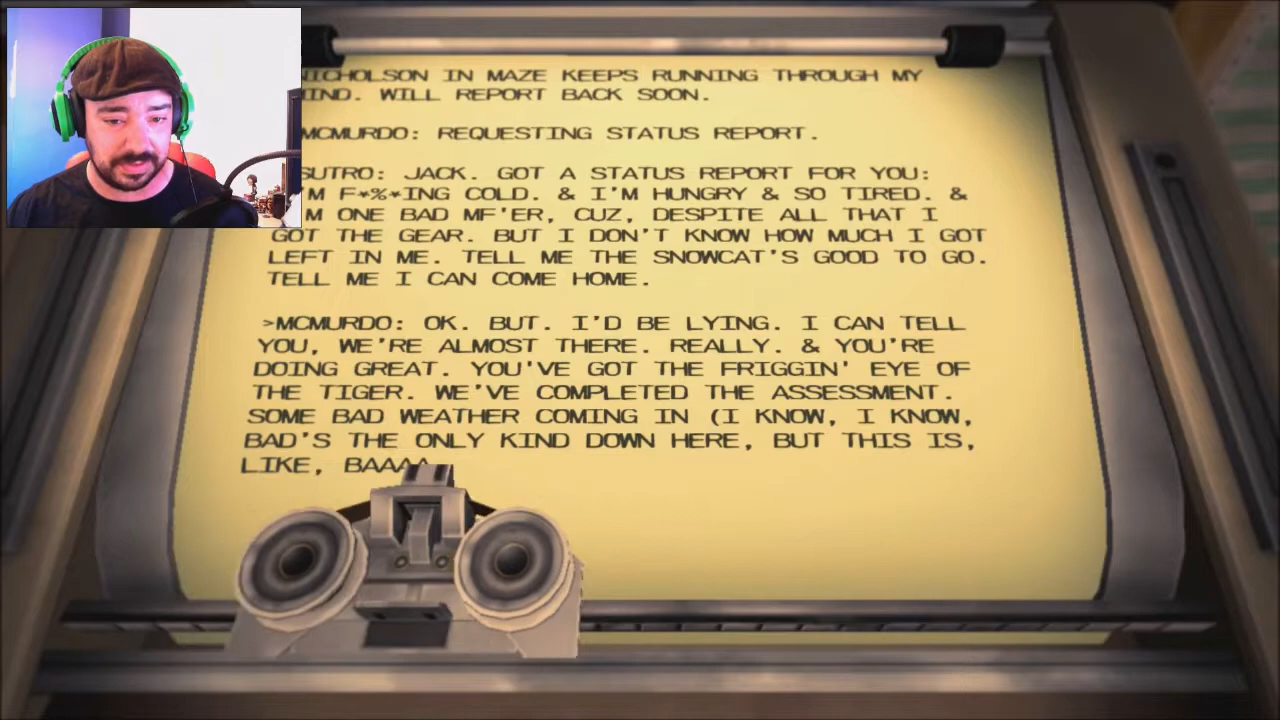 NICHOLSON IN MAZE KEEPS RUNNING THROUGH MY
MIND. WILL REPORT BACK SOON.
MCMURDO: REQUESTING STATUS REPORT.
SUTRO: JACK. GOT A STATUS REPORT FOR YOU:
I'M F*%*ING COLD. & I'M HUNGRY & SO TIRED. &
I'M ONE BAD MF'ER, CUZ, DESPITE ALL THAT I
GOT THE GEAR. BUT I DON'T KNOW HOW MUCH I GOT
LEFT IN ME. TELL ME THE SNOWCAT'S GOOD TO GO.
TELL ME I CAN COME HOME.
>MCMURDO: OK. BUT. I'D BE LYING. I CAN TELL
YOU, WE'RE ALMOST THERE. REALLY. & YOU'RE
DOING GREAT. YOU'VE GOT THE FRIGGIN' EYE OF
THE TIGER. WE'VE COMPLETED THE ASSESSMENT.
SOME BAD WEATHER COMING IN (I KNOW, I KNOW,
BAD'S THE ONLY KIND DOWN HERE, BUT THIS IS,
LIKE, BAAAA